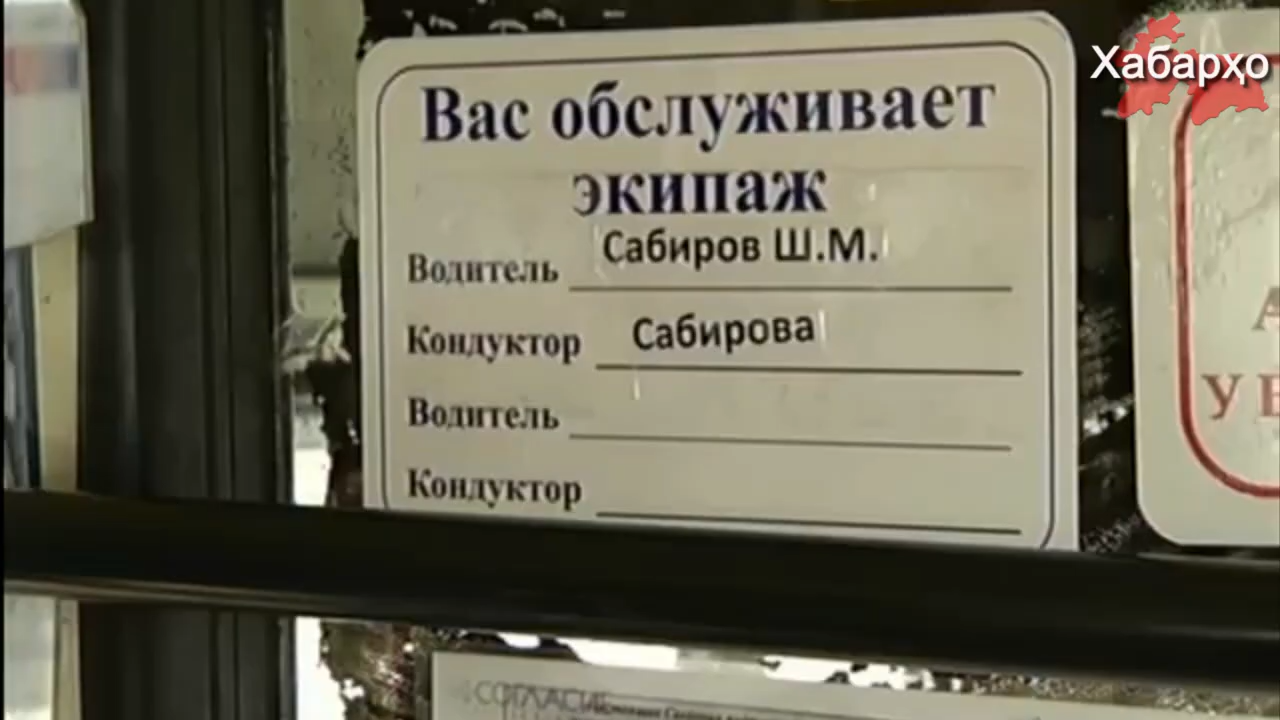 Хабарҳо
Вас обслуживает
экипаж
Водитель Сабиров Ш.М.
Кондуктор Сабирова
Водитель
Кондуктор